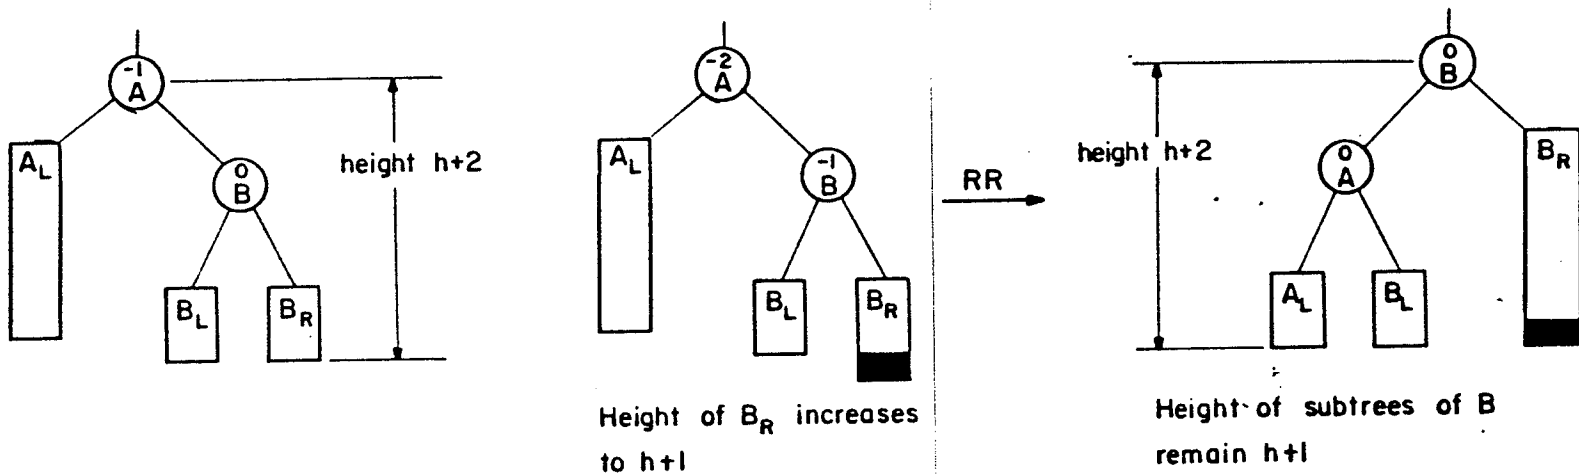 -1
A
A_L
0
B
B_L
B_R
height h+2
-2
A
A_L
-1
B
B_L
B_R
Height of B_R increases
to h+1
RR
0
B
height h+2
0
A
B_R
A_L
B_L
Height of subtrees of B
remain h+1